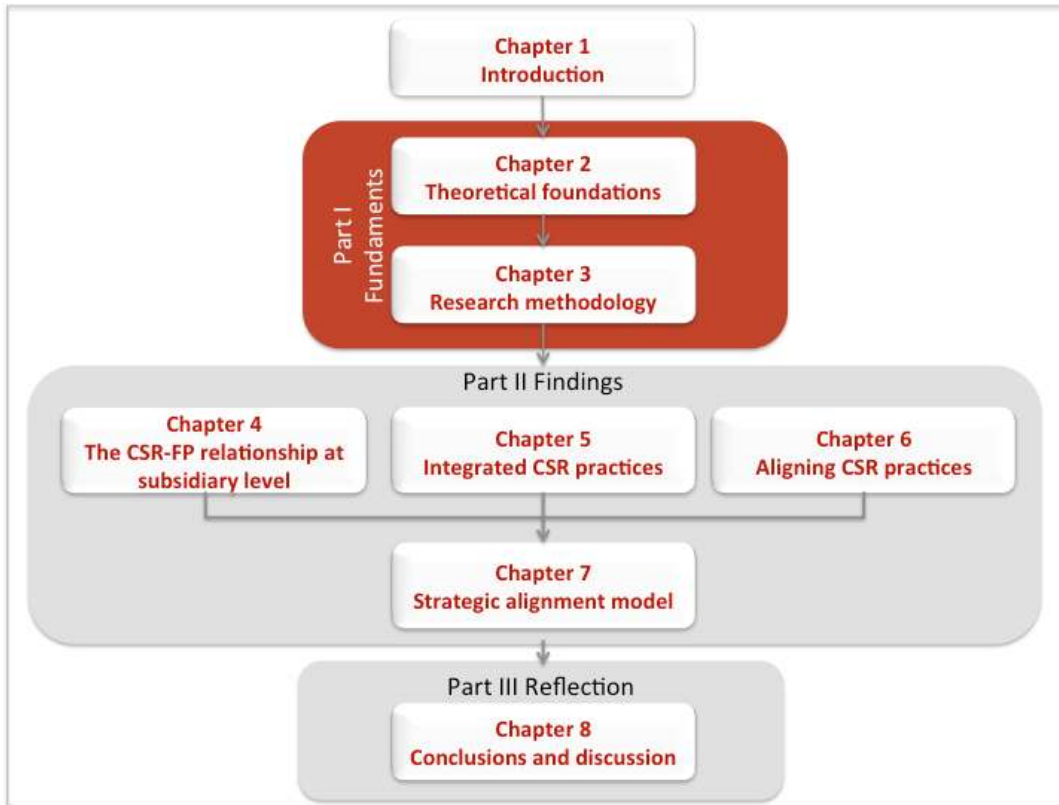 Chapter 1
Introduction
Part I
Fundaments
Chapter 2
Theoretical foundations
Chapter 3
Research methodology
Part II Findings
Chapter 4
The CSR-FP relationship at
subsidiary level
Chapter 5
Integrated CSR practices
Chapter 6
Aligning CSR practices
Chapter 7
Strategic alignment model
Part III Reflection
Chapter 8
Conclusions and discussion